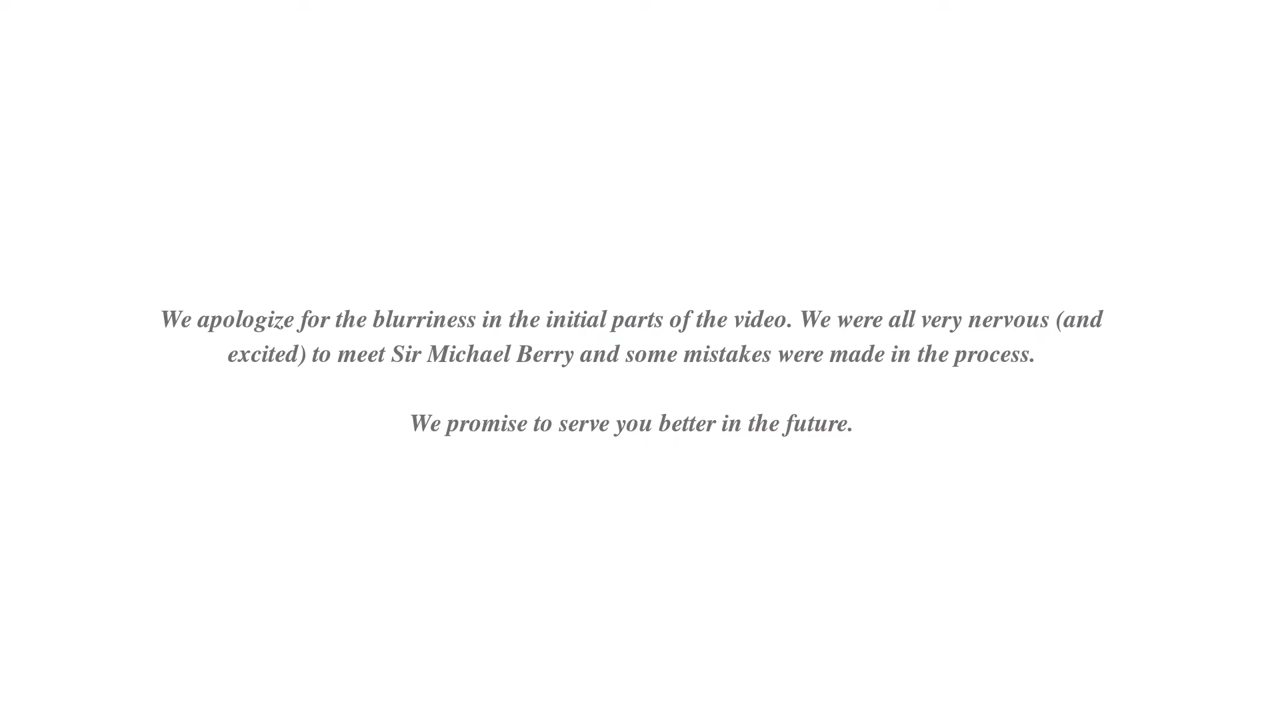 We apologize for the blurriness in the initial parts of the video. We were all very nervous (and
excited) to meet Sir Michael Berry and some mistakes were made in the process.
We promise to serve you better in the future.